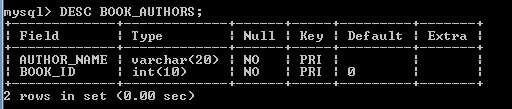 mysql> DESC BOOK_AUTHORS;
+-------------+-------------+------+-----+---------+-------+
| Field       | Type        | Null | Key | Default | Extra |
+-------------+-------------+------+-----+---------+-------+
| AUTHOR_NAME | varchar(20) | NO   | PRI |         |       |
| BOOK_ID     | int(10)     | NO   | PRI | 0       |       |
+-------------+-------------+------+-----+---------+-------+
2 rows in set (0.00 sec)